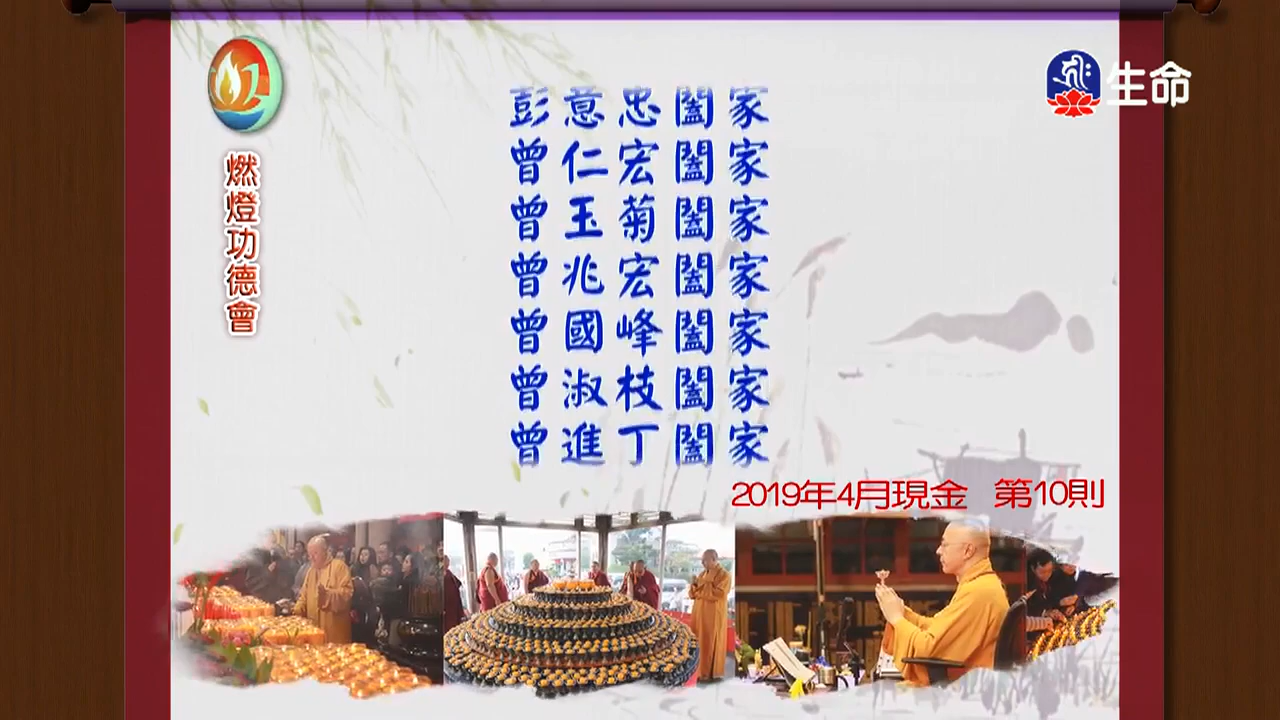 生命
燃燈功德會
彭意忠闔家
曾仁宏闔家
曾玉菊闔家
曾兆宏闔家
曾國峰闔家
曾淑枝闔家
曾進丁闔家
2019年4月現金 第10則